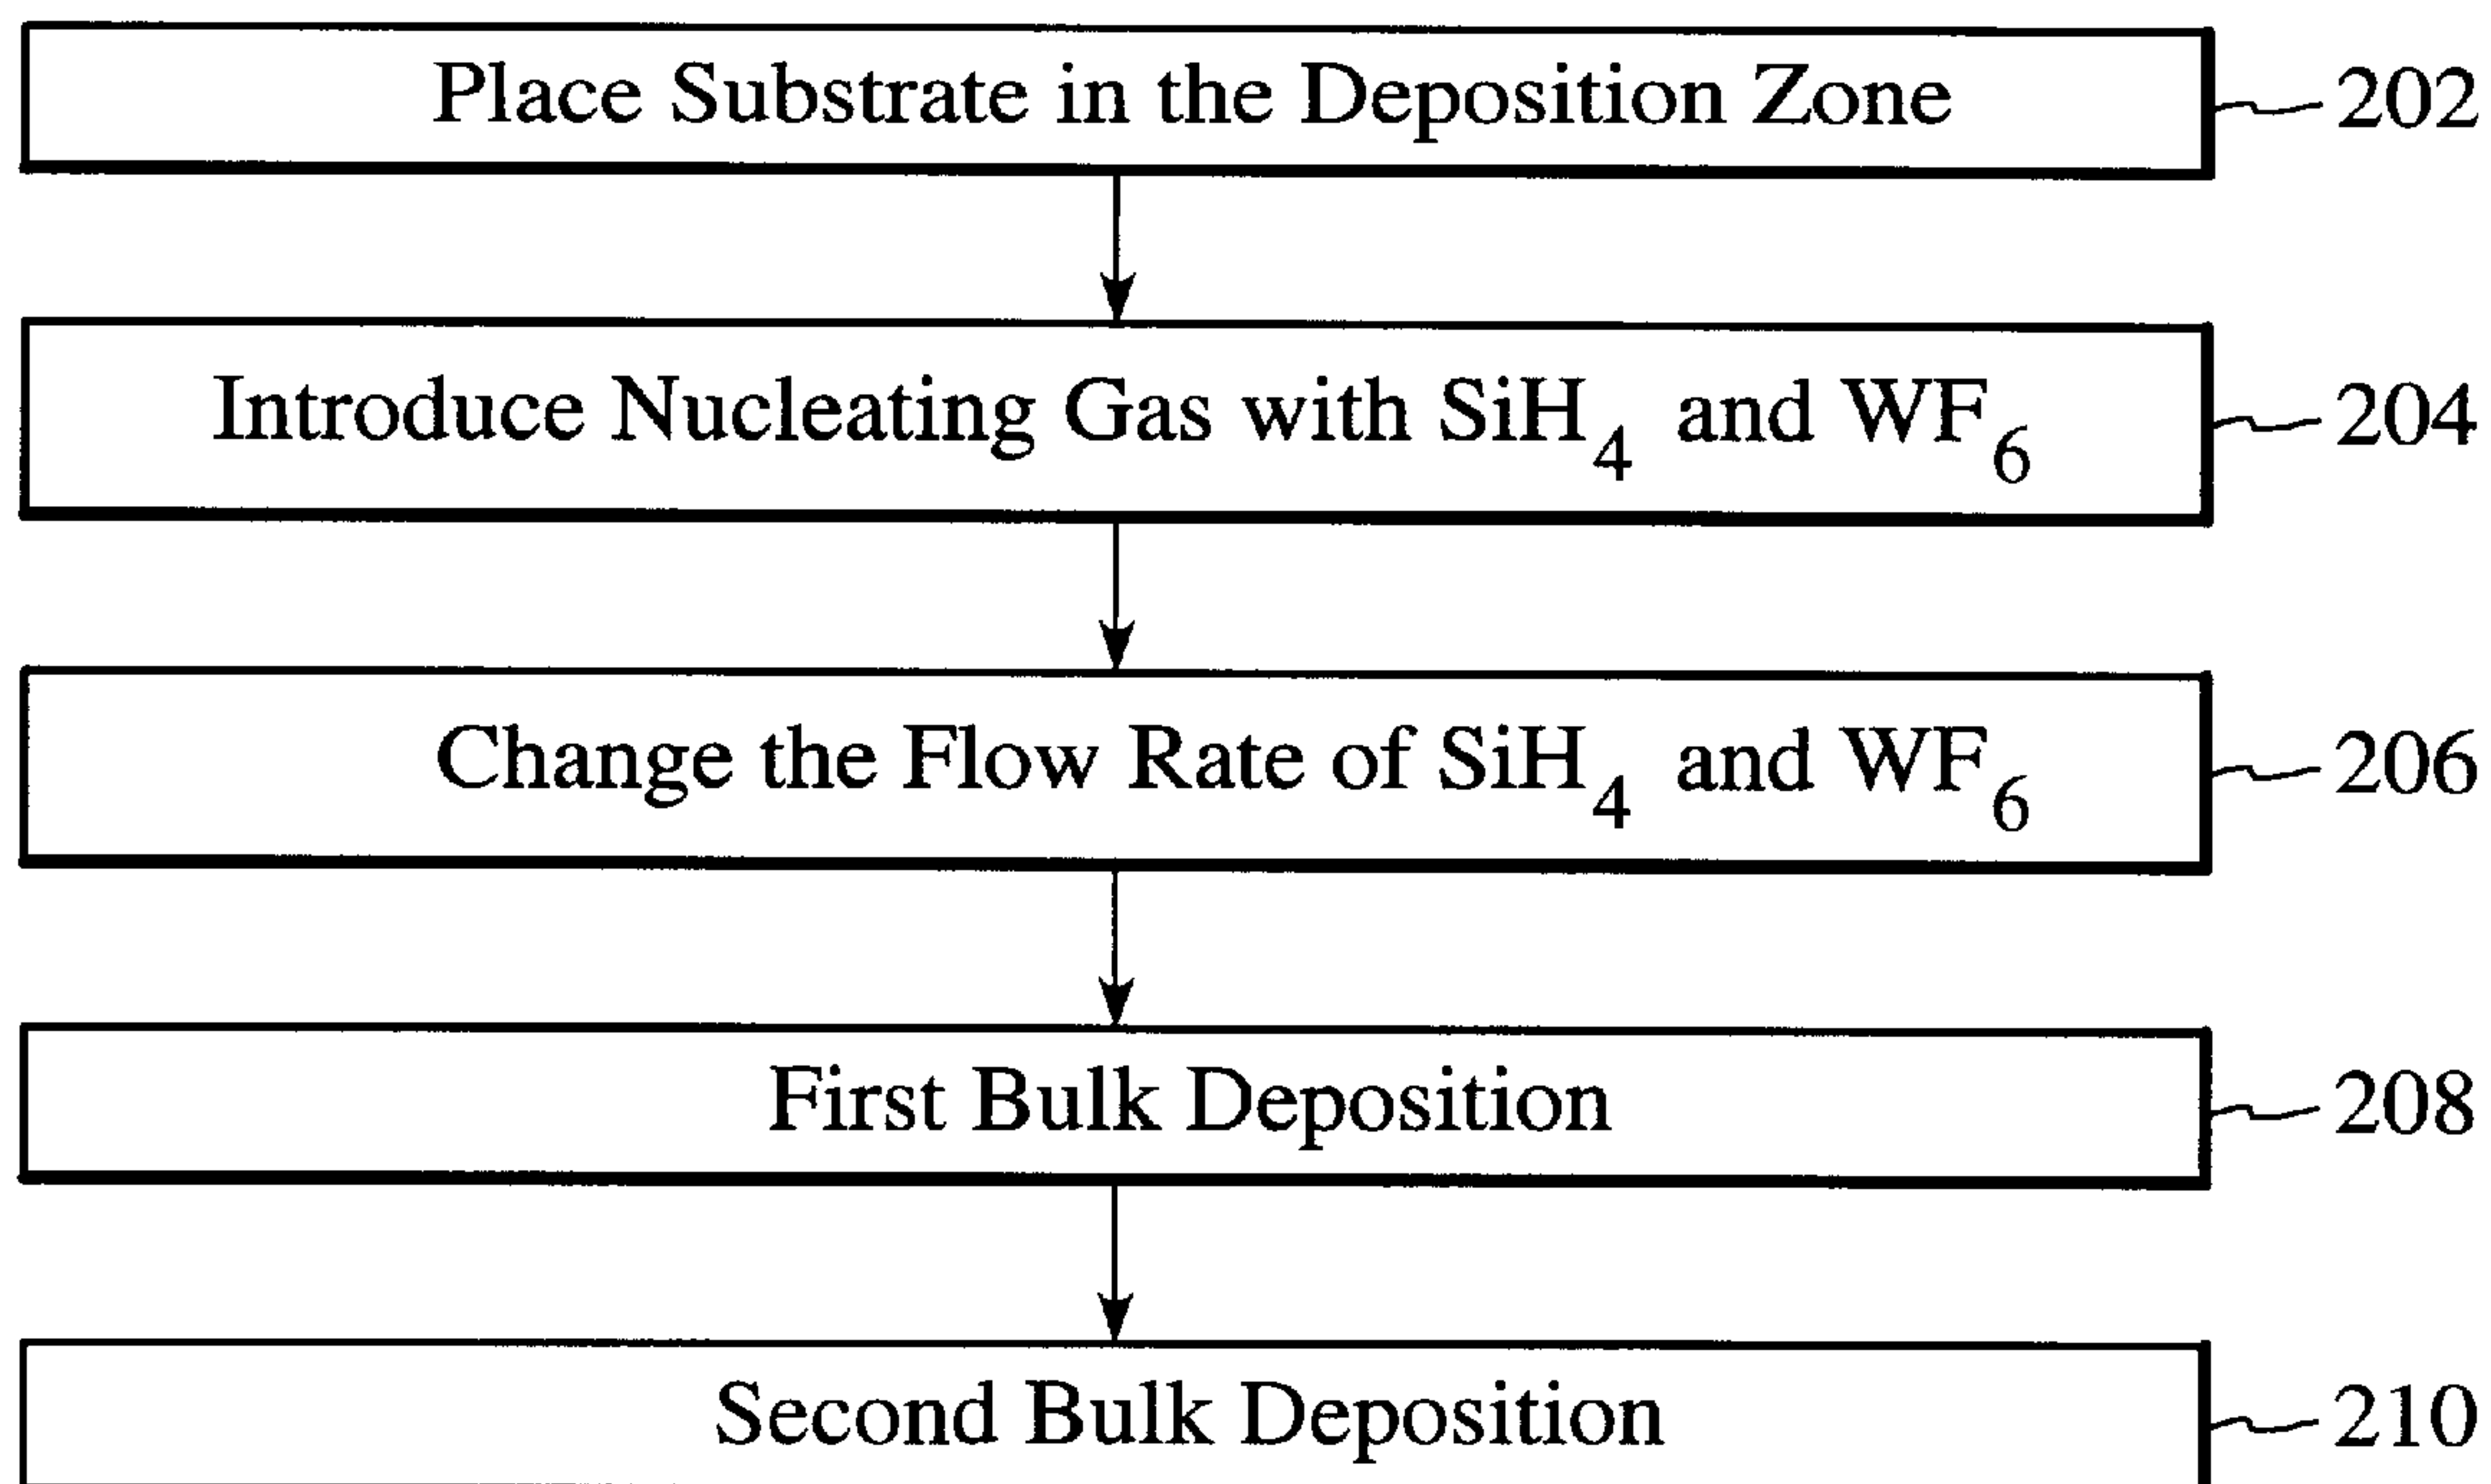 Place Substrate in the Deposition Zone 202
Introduce Nucleating Gas with SiH₄ and WF₆ 204
Change the Flow Rate of SiH₄ and WF₆ 206
First Bulk Deposition 208
Second Bulk Deposition 210